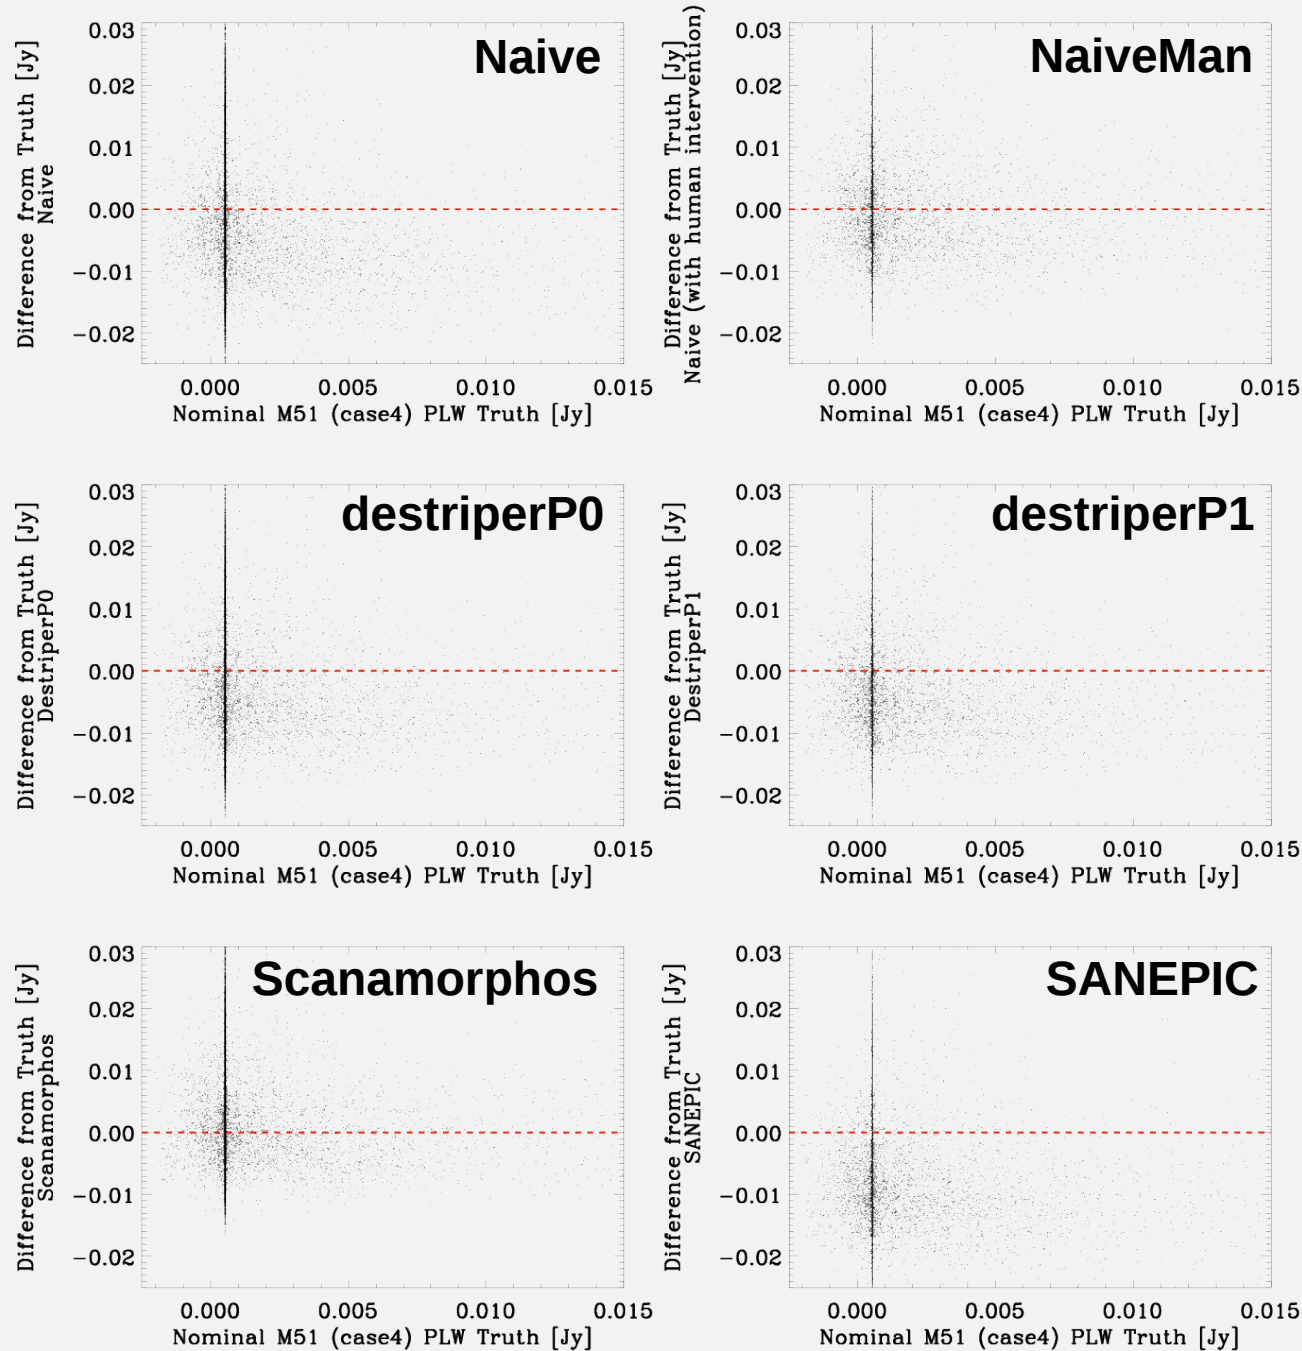 Naive
0.03
0.02
0.01
0.00
−0.01
−0.02
Difference from Truth [Jy]
Naive
0.000 0.005 0.010 0.015
Nominal M51 (case4) PLW Truth [Jy]
NaiveMan
0.03
0.02
0.01
0.00
−0.01
−0.02
Difference from Truth [Jy]
Naive (with human intervention)
0.000 0.005 0.010 0.015
Nominal M51 (case4) PLW Truth [Jy]
destriperP0
0.03
0.02
0.01
0.00
−0.01
−0.02
Difference from Truth [Jy]
DestriperP0
0.000 0.005 0.010 0.015
Nominal M51 (case4) PLW Truth [Jy]
destriperP1
0.03
0.02
0.01
0.00
−0.01
−0.02
Difference from Truth [Jy]
DestriperP1
0.000 0.005 0.010 0.015
Nominal M51 (case4) PLW Truth [Jy]
Scanamorphos
0.03
0.02
0.01
0.00
−0.01
−0.02
Difference from Truth [Jy]
Scanamorphos
0.000 0.005 0.010 0.015
Nominal M51 (case4) PLW Truth [Jy]
SANEPIC
0.03
0.02
0.01
0.00
−0.01
−0.02
Difference from Truth [Jy]
SANEPIC
0.000 0.005 0.010 0.015
Nominal M51 (case4) PLW Truth [Jy]